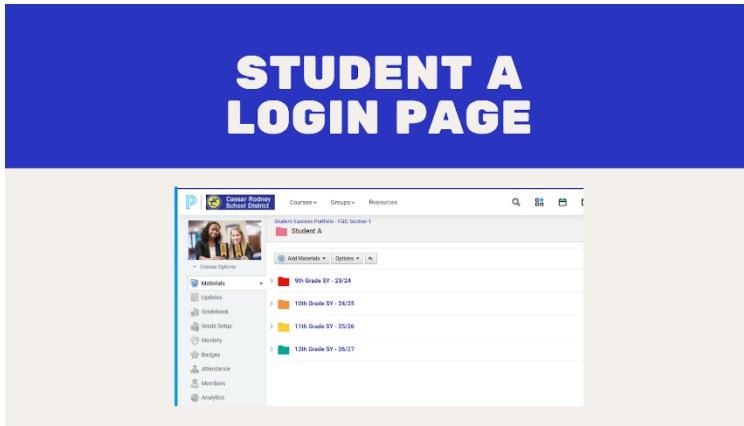 STUDENT A
LOGIN PAGE
Caesar Rodney
School District
Courses
Groups
Resources
Student Success Portfolio - FGG: Section 1
Student A
Course Options
Add Materials
Options
Materials
Updates
Gradebook
Grade Setup
Mastery
Badges
Attendance
Members
Analytics
9th Grade SY - 23/24
10th Grade SY - 24/25
11th Grade SY - 25/26
12th Grade SY - 26/27